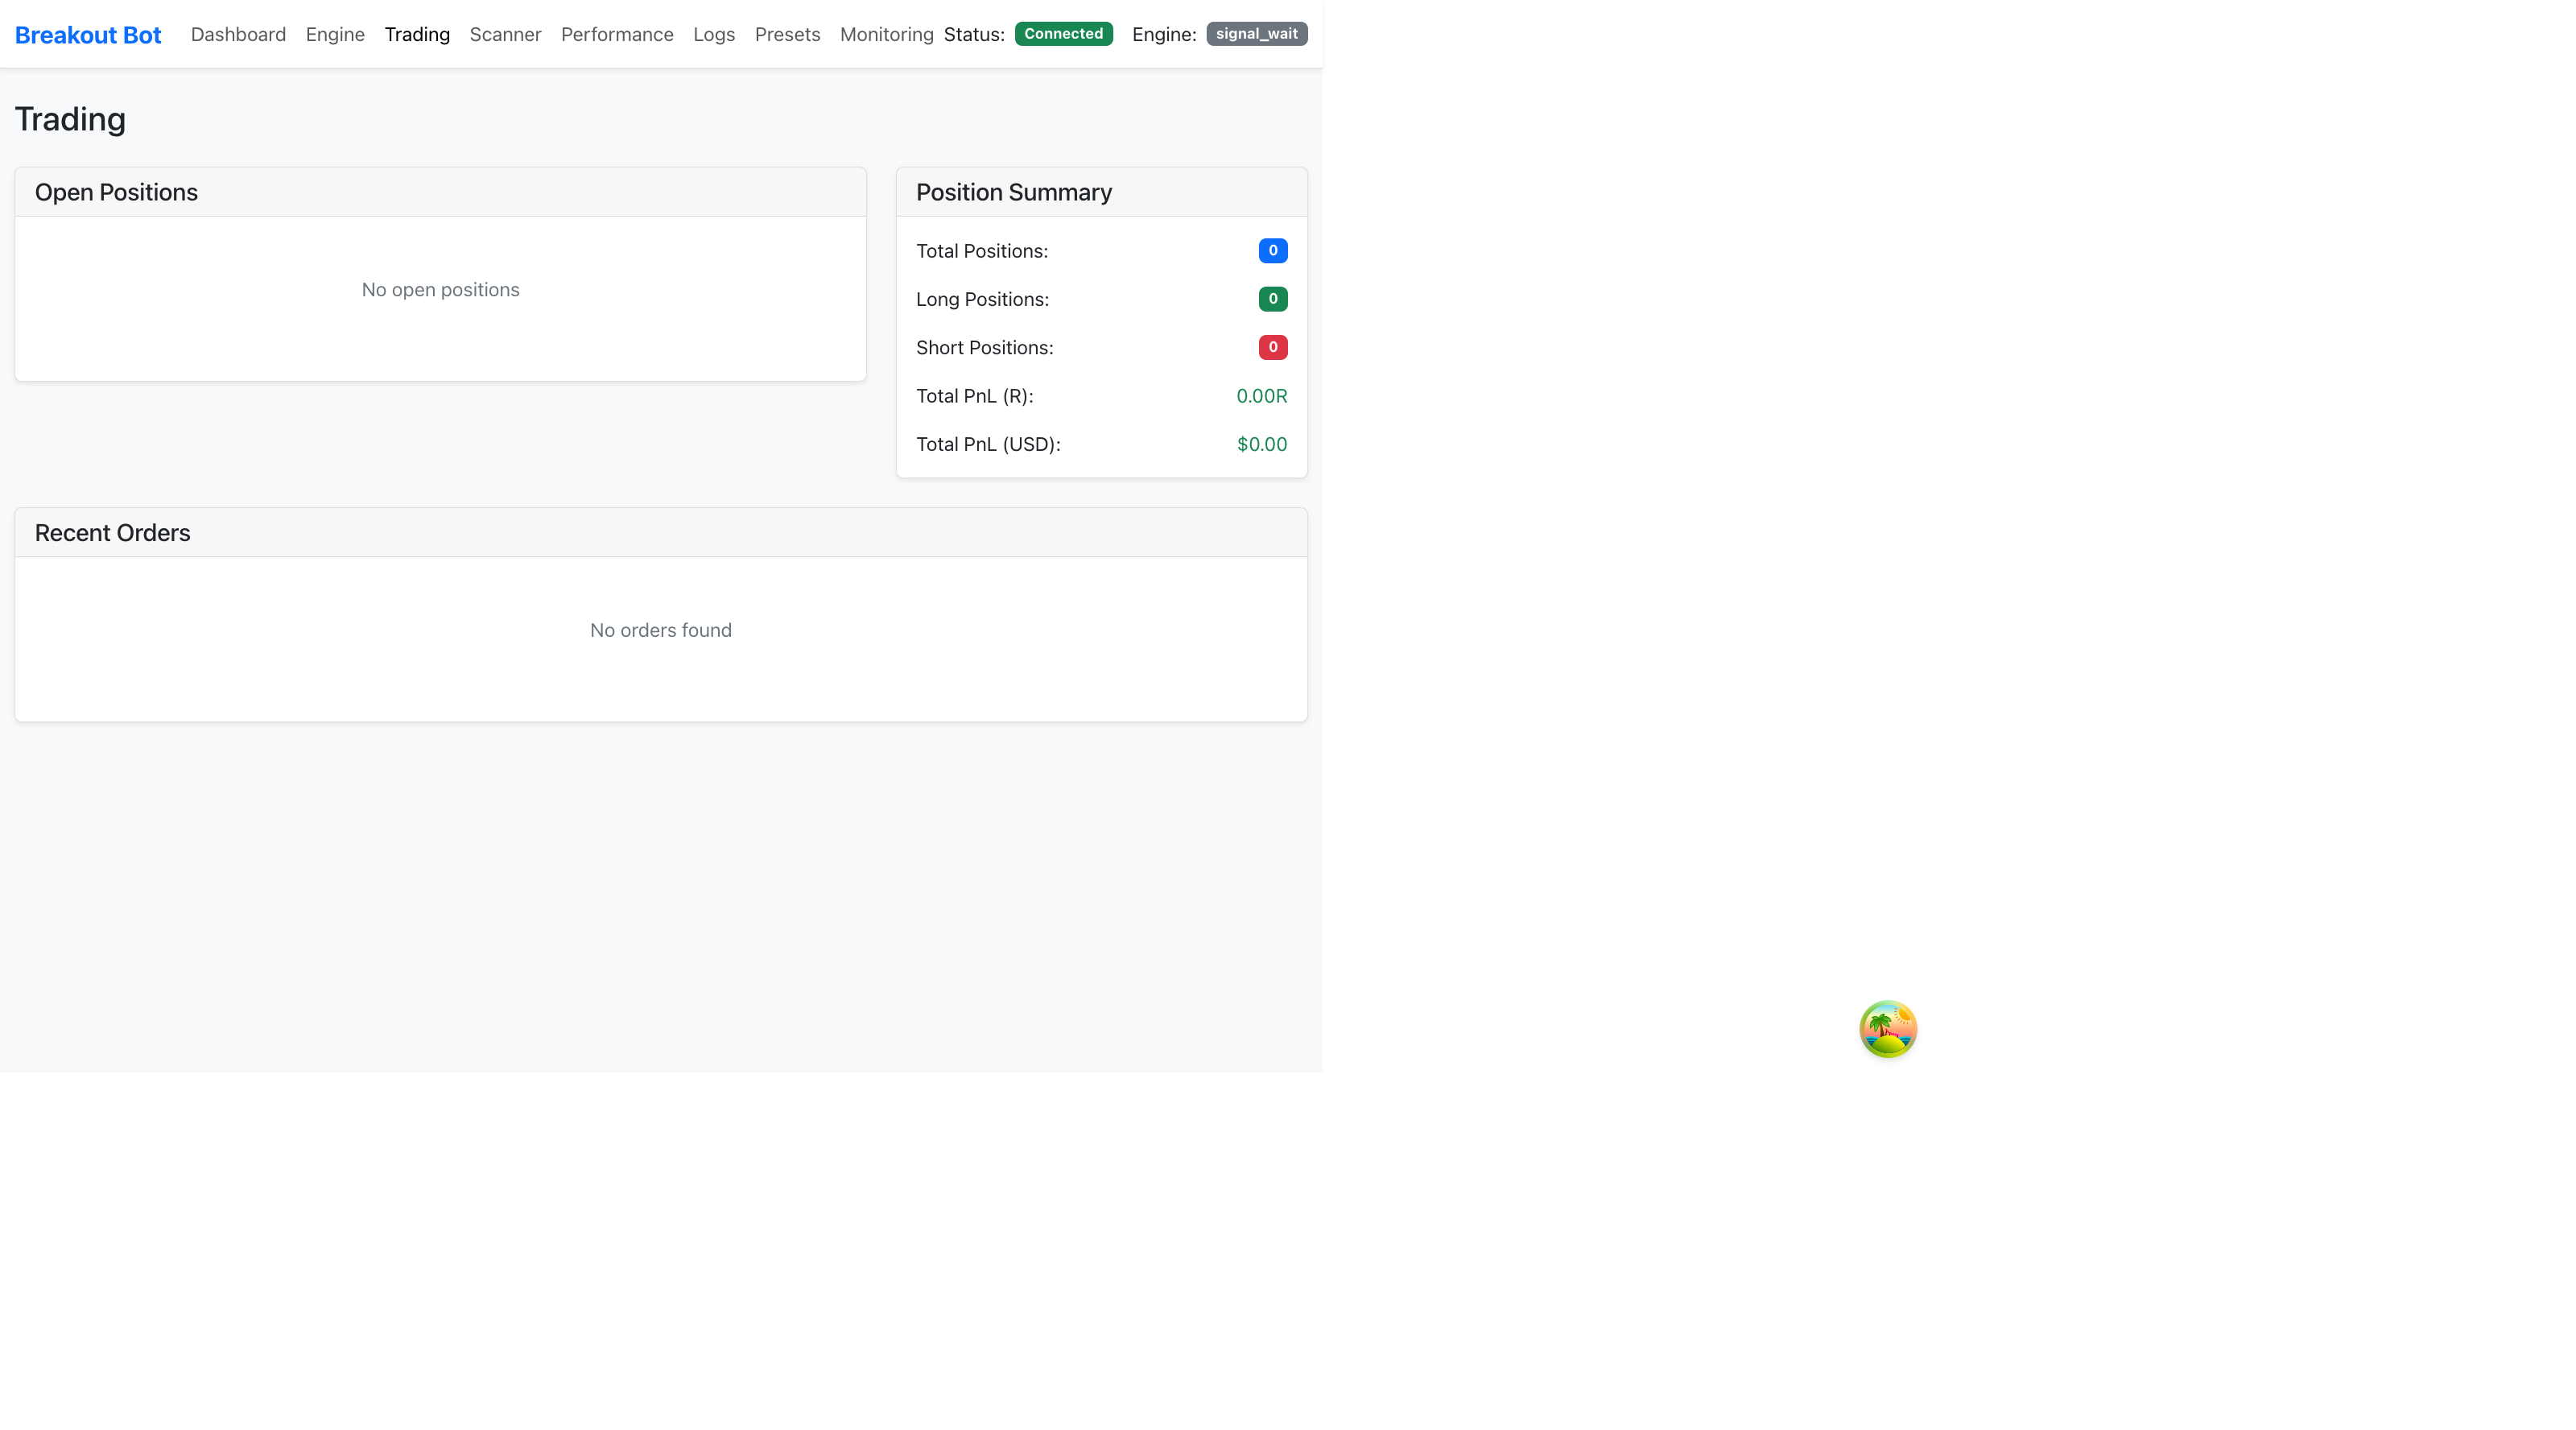 Breakout Bot Dashboard Engine Trading Scanner Performance Logs Presets Monitoring Status: Connected Engine: signal_wait
Trading
Open Positions
No open positions
Position Summary
Total Positions: 0
Long Positions: 0
Short Positions: 0
Total PnL (R): 0.00R
Total PnL (USD): $0.00
Recent Orders
No orders found